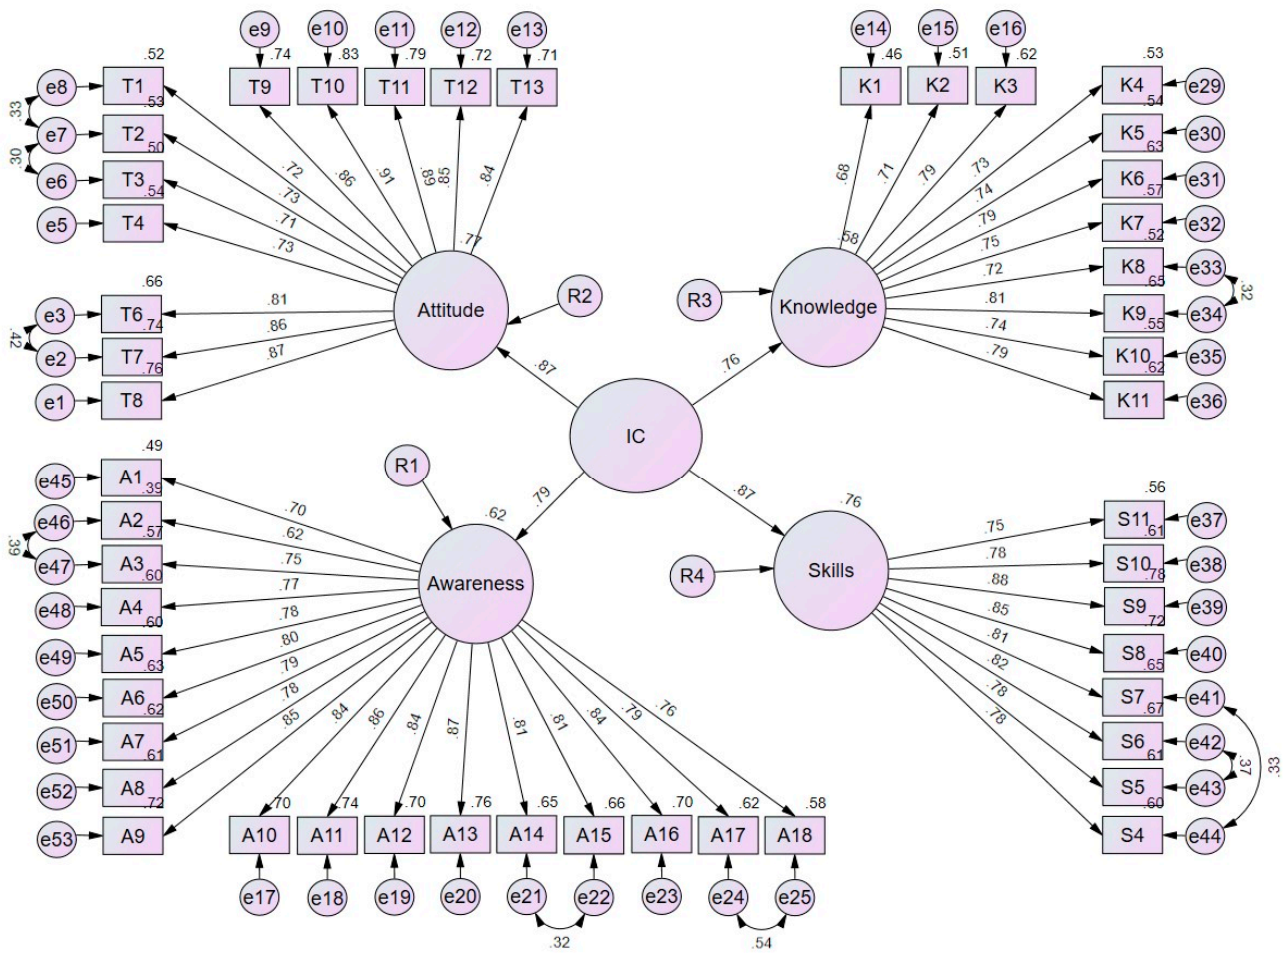 e9 e10 e11 e12 e13 e14 e15 e16
.52 .74 .83 .79 .72 .71 .46 .51 .62 .53
e8 T1 T9 T10 T11 T12 T13 K1 K2 K3 K4 e29
.33 .53 .54
e7 T2 K5 e30
.30 .50 .63
e6 T3 .72 .86 .91 .89 .85 .84 .68 .71 .79 .73 K6 e31
.54 .73 .74 .57
e5 T4 .71 .79 K7 e32
.73 .77 .58 .75 .52
.66 .72 K8 e33
.81 R2 R3 .81 .65 .32
e3 T6 Attitude Knowledge K9 e34
.42 .74 .86 .74 .55
e2 T7 .87 .79 K10 e35
.76 .87 .76 .62
e1 T8 K11 e36
IC
.49 R1
e45 A1 .87 .76 .56
.39 .70 .79 .62 .75 S11 e37
e46 A2 .62 .61
.39 .57 .75 .78 S10 e38
e47 A3 R4 Skills .78
.60 .77 Awareness .88 S9 e39
e48 A4 .78 .85 .72
.60 .80 .81 S8 e40
e49 A5 .79 .82 .65
.63 .78 .78 S7 e41
e50 A6 .85 .84 .86 .84 .87 .81 .81 .84 .79 .76 .78 .67
.62 S6 e42
e51 A7 .61 .37 .33
.61 S5 e43
e52 A8 .60
.72 .70 .74 .70 .76 .65 .66 .70 .62 .58
e53 A9 A10 A11 A12 A13 A14 A15 A16 A17 A18 S4 e44
e17 e18 e19 e20 e21 e22 e23 e24 e25
.32 .54